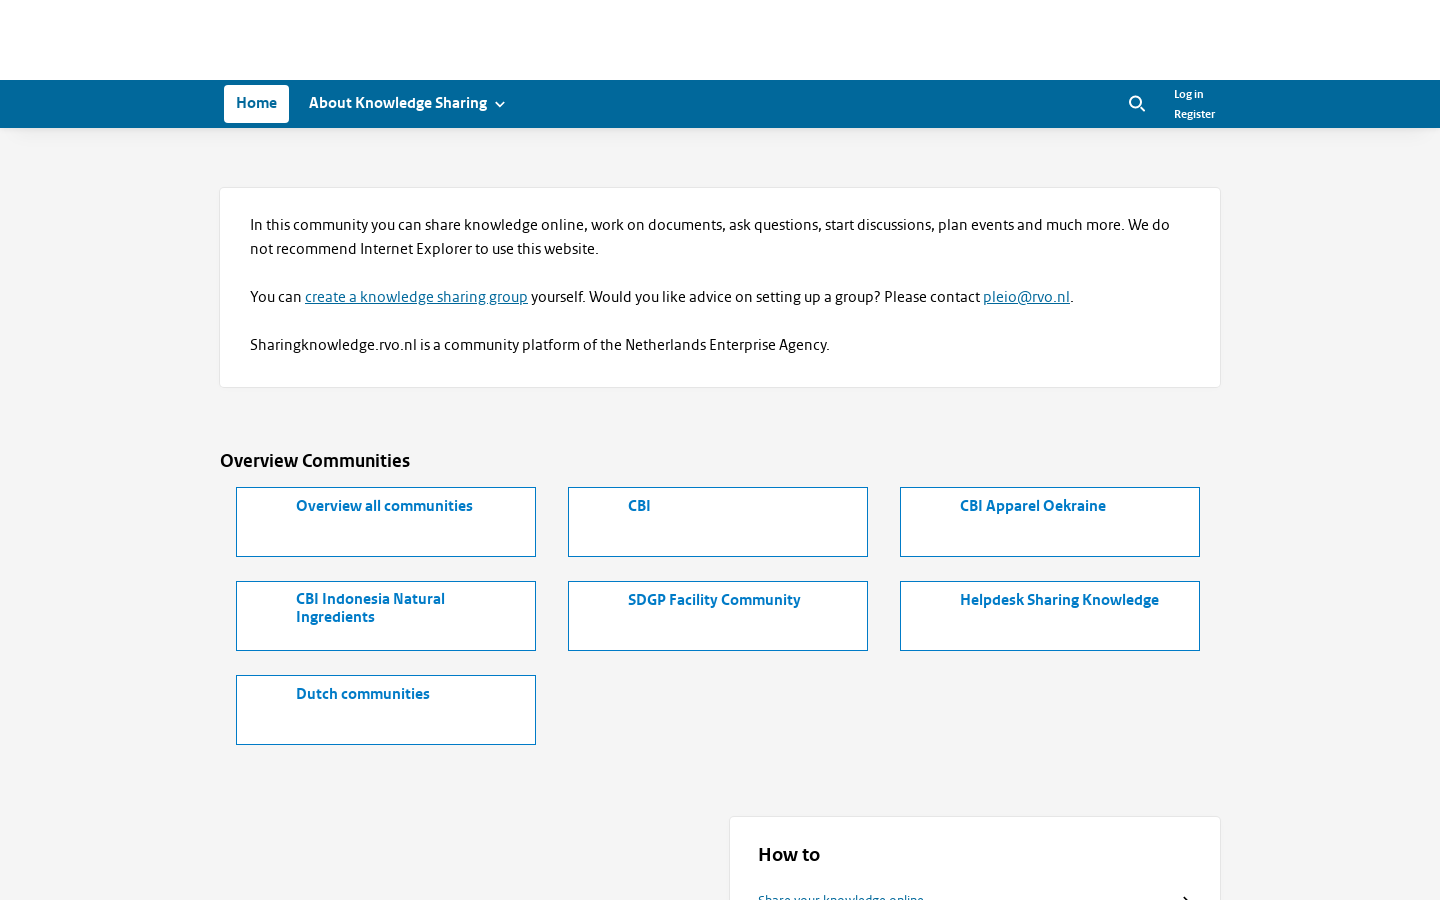 Home
About Knowledge Sharing
Log in
Register
In this community you can share knowledge online, work on documents, ask questions, start discussions, plan events and much more. We do
not recommend Internet Explorer to use this website.
You can create a knowledge sharing group yourself. Would you like advice on setting up a group? Please contact pleio@rvo.nl.
Sharingknowledge.rvo.nl is a community platform of the Netherlands Enterprise Agency.
Overview Communities
Overview all communities
CBI
CBI Apparel Oekraine
CBI Indonesia Natural
Ingredients
SDGP Facility Community
Helpdesk Sharing Knowledge
Dutch communities
How to
Share your knowledge online